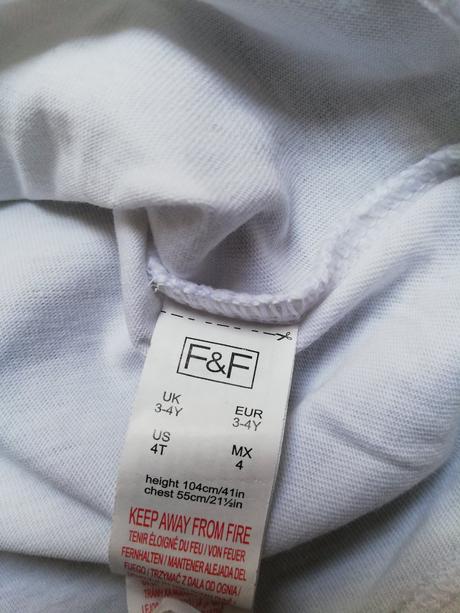 F&F
UK
3-4Y
EUR
3-4Y
US
4T
MX
4
height 104cm/41in
chest 55cm/21½in
KEEP AWAY FROM FIRE
TENIR ÉLOIGNÉ DU FEU / VON FEUER
FERNHALTEN / MANTENER ALEJADA DEL
FUEGO / TRZYMAĆ Z DALA OD OGNIA /